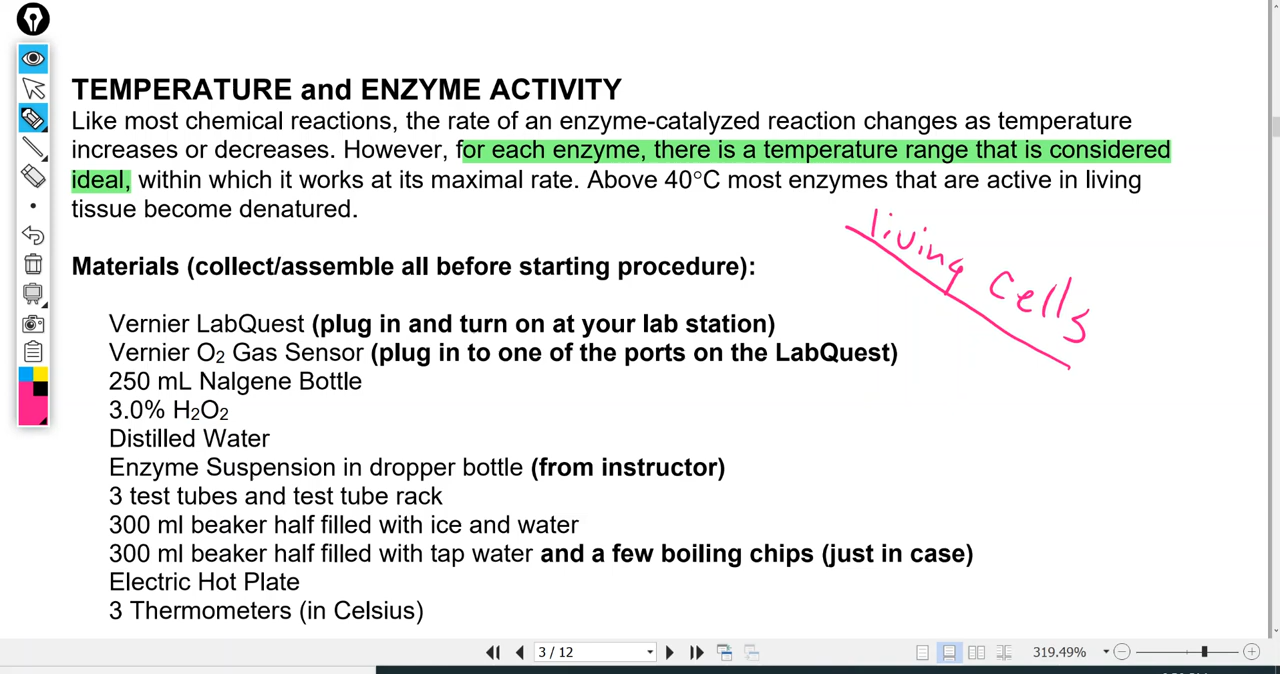 TEMPERATURE and ENZYME ACTIVITY
Like most chemical reactions, the rate of an enzyme-catalyzed reaction changes as temperature
increases or decreases. However, for each enzyme, there is a temperature range that is considered
ideal, within which it works at its maximal rate. Above 40°C most enzymes that are active in living
tissue become denatured.
living cells
Materials (collect/assemble all before starting procedure):
Vernier LabQuest (plug in and turn on at your lab station)
Vernier O₂ Gas Sensor (plug in to one of the ports on the LabQuest)
250 mL Nalgene Bottle
3.0% H₂O₂
Distilled Water
Enzyme Suspension in dropper bottle (from instructor)
3 test tubes and test tube rack
300 ml beaker half filled with ice and water
300 ml beaker half filled with tap water and a few boiling chips (just in case)
Electric Hot Plate
3 Thermometers (in Celsius)
3 / 12
319.49%